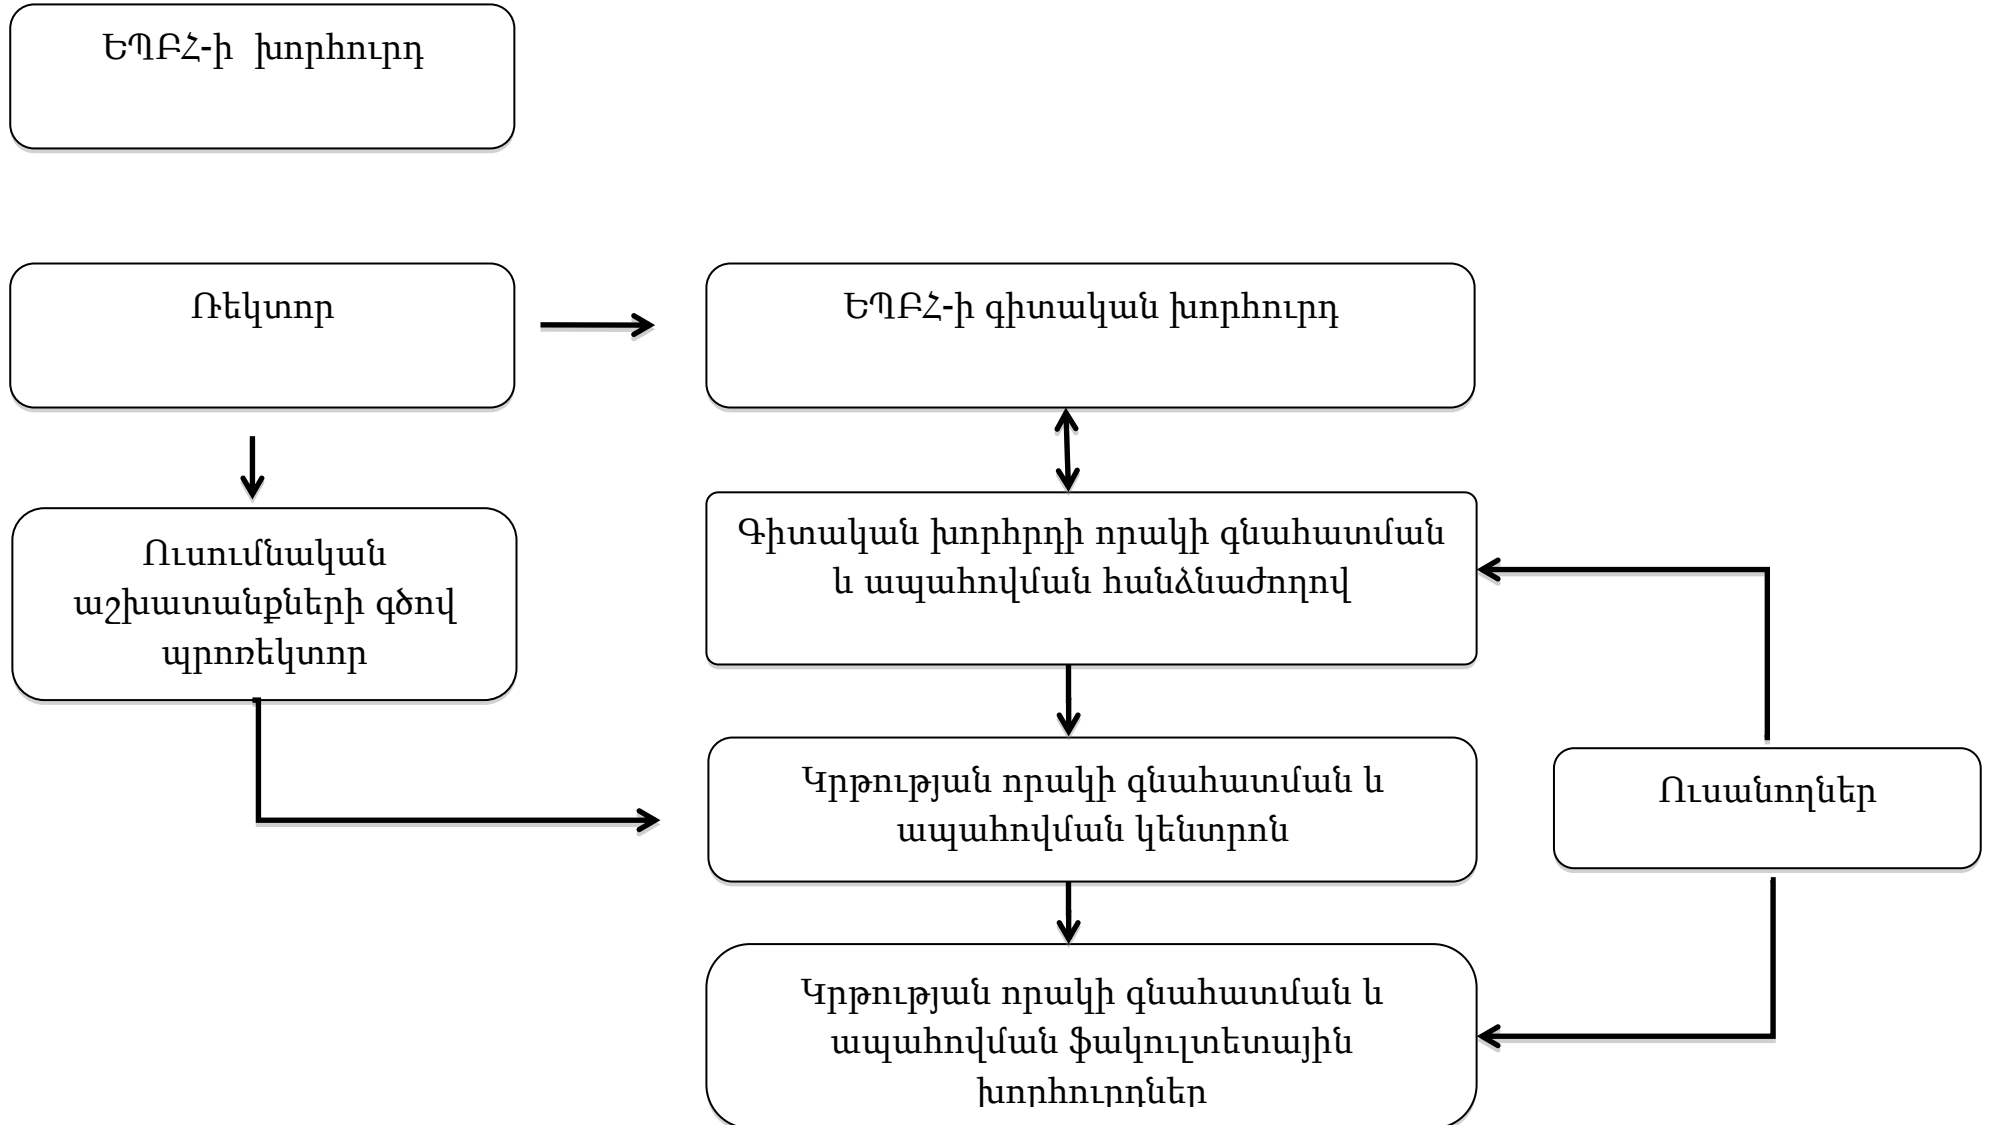 ԵՊԲՀ-ի խորհուրդ
Ռեկտոր
ԵՊԲՀ-ի գիտական խորհուրդ
Ուսումնական
աշխատանքների գծով
պրոռեկտոր
Գիտական խորհրդի որակի գնահատման
և ապահովման հանձնաժողով
Կրթության որակի գնահատման և
ապահովման կենտրոն
Ուսանողներ
Կրթության որակի գնահատման և
ապահովման ֆակուլտետային
խորհուրդներ